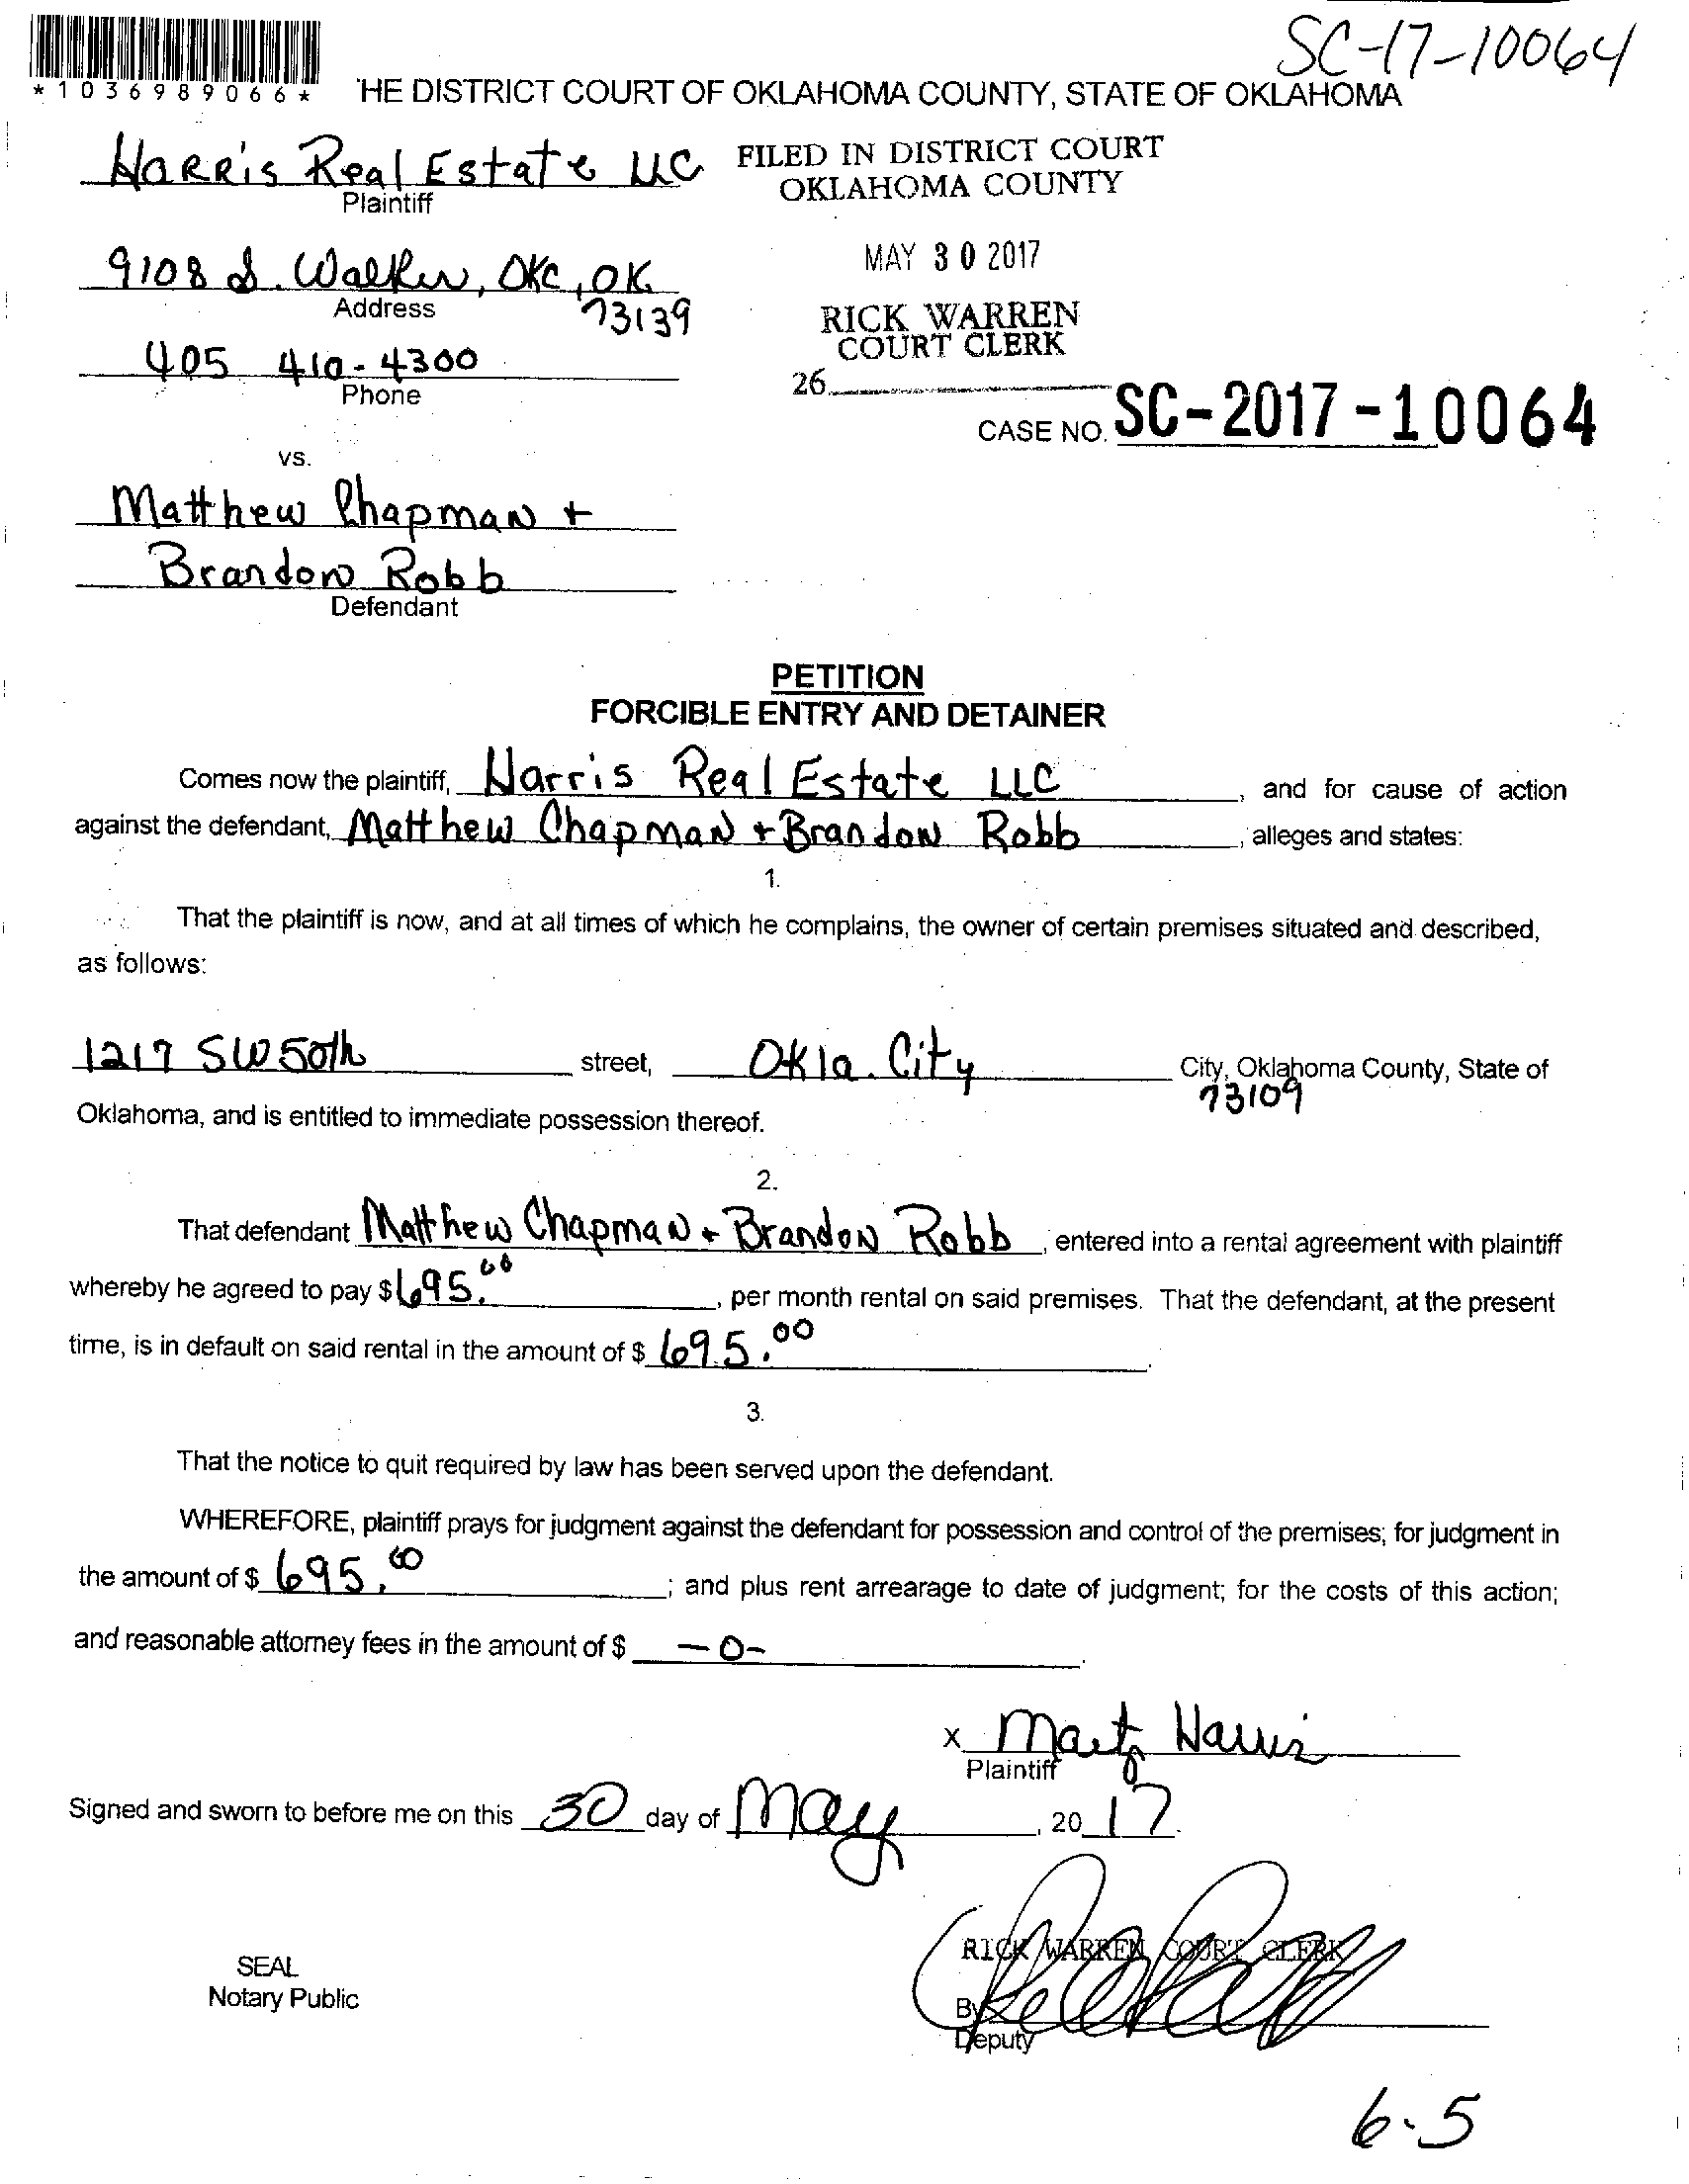 SC-17-10064
*1036989066*
'HE DISTRICT COURT OF OKLAHOMA COUNTY, STATE OF OKLAHOMA
Harris Real Estate LLC
Plaintiff
FILED IN DISTRICT COURT
OKLAHOMA COUNTY
9108 S. Walker, OKC, OK
73139
Address
MAY 30 2017
RICK WARREN
COURT CLERK
405 410-4300
Phone
26
CASE NO. SC-2017-10064
vs.
Matthew Chapman +
Brandon Robb
Defendant
PETITION
FORCIBLE ENTRY AND DETAINER
Comes now the plaintiff, Harris Real Estate LLC, and for cause of action
against the defendant, Matthew Chapman + Brandon Robb, alleges and states:
1.
That the plaintiff is now, and at all times of which he complains, the owner of certain premises situated and described,
as follows:
1217 SW 50th street, Okla. City City, Oklahoma County, State of
73109
Oklahoma, and is entitled to immediate possession thereof.
2.
That defendant Matthew Chapman + Brandon Robb, entered into a rental agreement with plaintiff
whereby he agreed to pay $695.00, per month rental on said premises. That the defendant, at the present
time, is in default on said rental in the amount of $ 695.00.
3.
That the notice to quit required by law has been served upon the defendant.
WHEREFORE, plaintiff prays for judgment against the defendant for possession and control of the premises; for judgment in
the amount of $ 695.00; and plus rent arrearage to date of judgment; for the costs of this action;
and reasonable attorney fees in the amount of $ -0-.
x Marty Harris
Plaintiff
Signed and sworn to before me on this 30 day of May, 20 17.
RICK WARREN, COURT CLERK
SEAL
Notary Public
By
Deputy
6-5